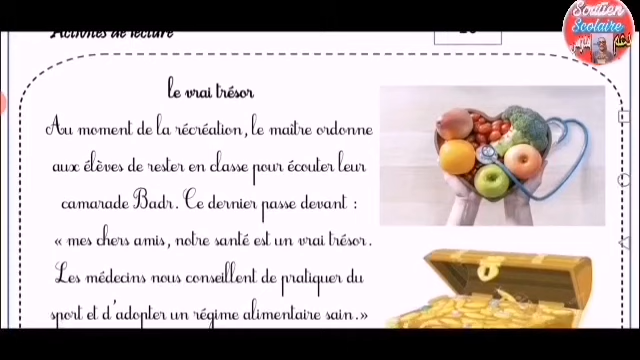 Activités de lecture
Soutien
Scolaire
le vrai trésor
Au moment de la récréation, le maître ordonne
aux élèves de rester en classe pour écouter leur
camarade Badr. Ce dernier passe devant :
« mes chers amis, notre santé est un vrai trésor.
Les médecins nous conseillent de pratiquer du
sport et d'adopter un régime alimentaire sain.»